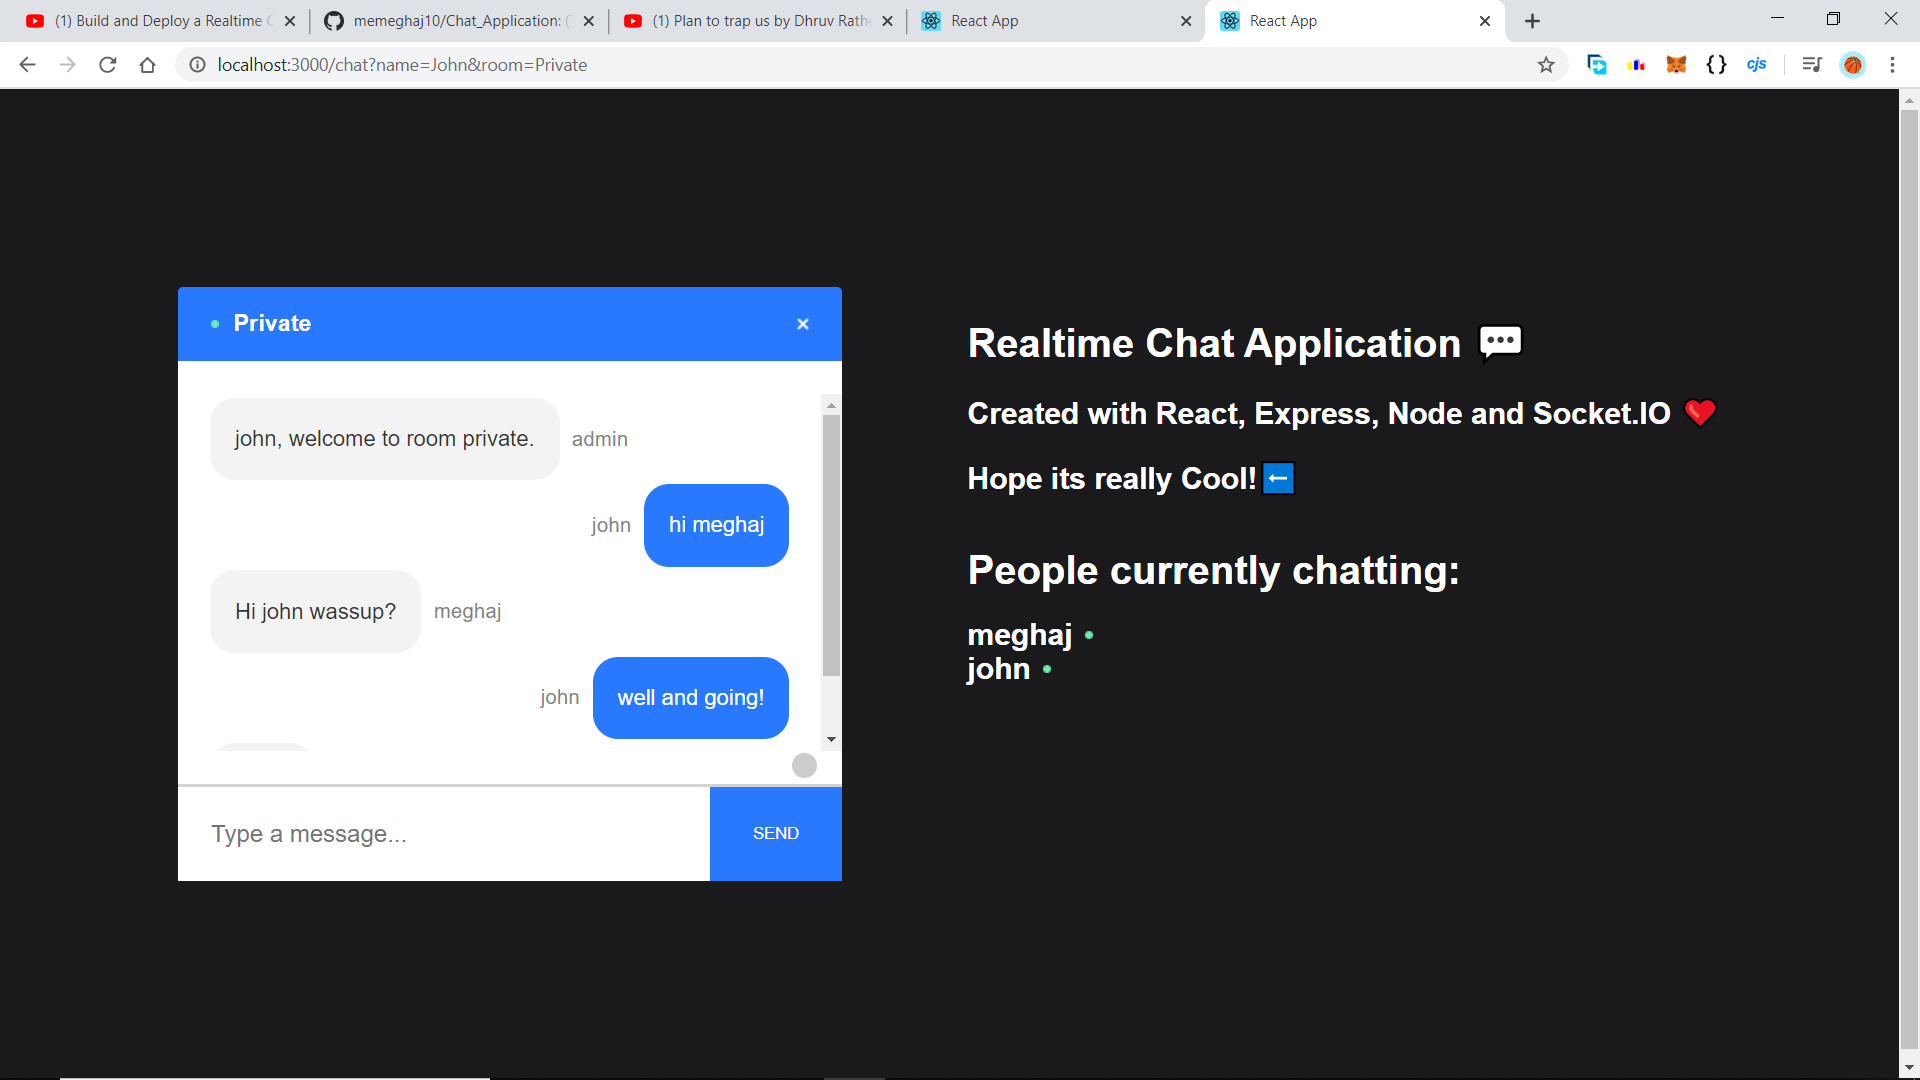 (1) Build and Deploy a Realtime
memeghaj10/Chat_Application:
(1) Plan to trap us by Dhruv Rath
React App
React App
localhost:3000/chat?name=John&room=Private
cjs
Private
john, welcome to room private.
admin
john
hi meghaj
Hi john wassup?
meghaj
john
well and going!
Type a message...
SEND
Realtime Chat Application 💬
Created with React, Express, Node and Socket.IO ❤️
Hope its really Cool!⬅️
People currently chatting:
meghaj
john